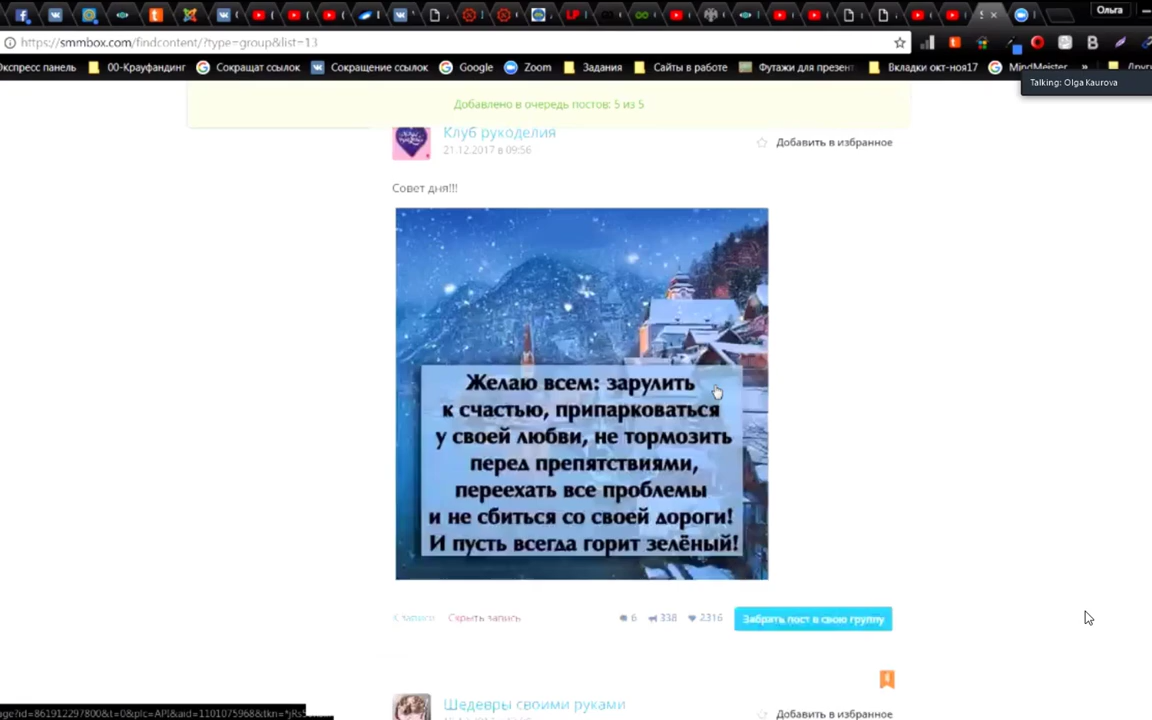 Ольга
https://smmbox.com/findcontent/?type=group&list=13
Экспресс панель 00-Крауфандинг Сократат ссылок Сокращение ссылок Google Zoom Задания Сайты в работе Футажи для презен Вкладки окт-ноя17 MindMeister » Други
Talking: Olga Kaurova
Добавлено в очередь постов: 5 из 5
Клуб рукоделия
21.12.2017 в 09:56
Добавить в избранное
Совет дня!!!
Желаю всем: зарулить
к счастью, припарковаться
у своей любви, не тормозить
перед препятствиями,
переехать все проблемы
и не сбиться со своей дороги!
И пусть всегда горит зелёный!
К записи Скрыть запись 6 338 2316 Забрать пост в свою группу
Шедевры своими руками
Добавить в избранное